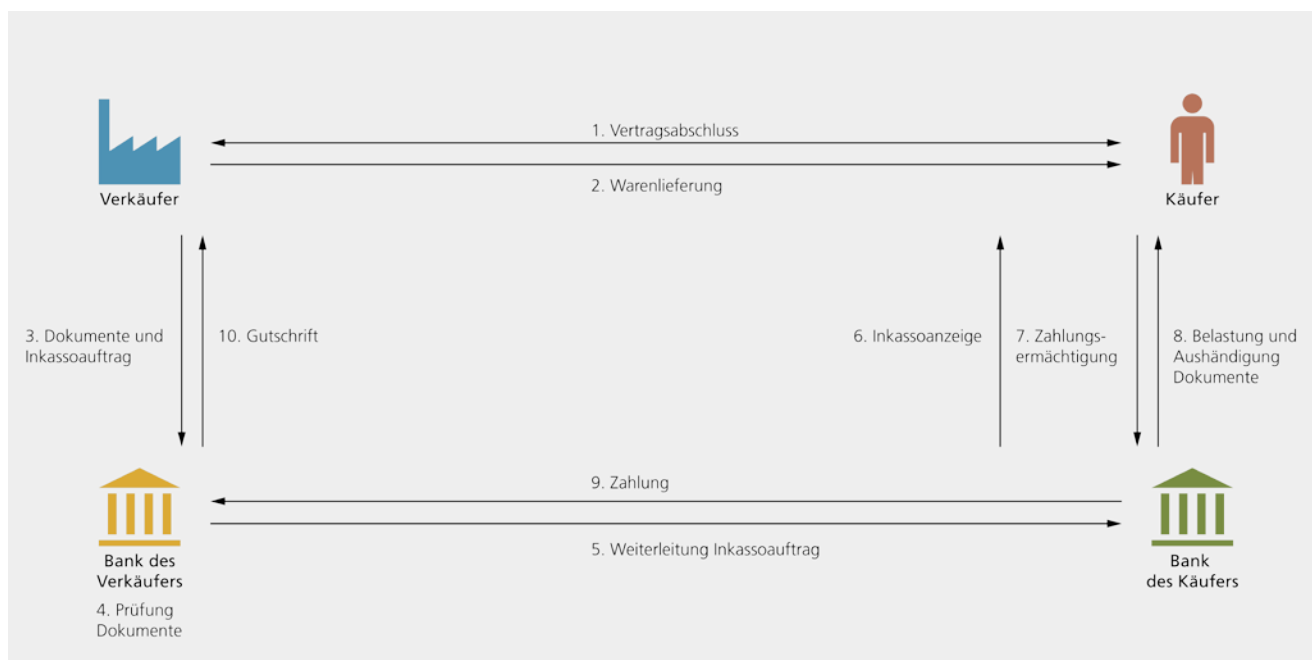 1. Vertragsabschluss
2. Warenlieferung
Verkäufer
Käufer
3. Dokumente und
Inkassoauftrag
10. Gutschrift
6. Inkassoanzeige
7. Zahlungs-
ermächtigung
8. Belastung und
Aushändigung
Dokumente
9. Zahlung
5. Weiterleitung Inkassoauftrag
Bank des
Verkäufers
4. Prüfung
Dokumente
Bank
des Käufers